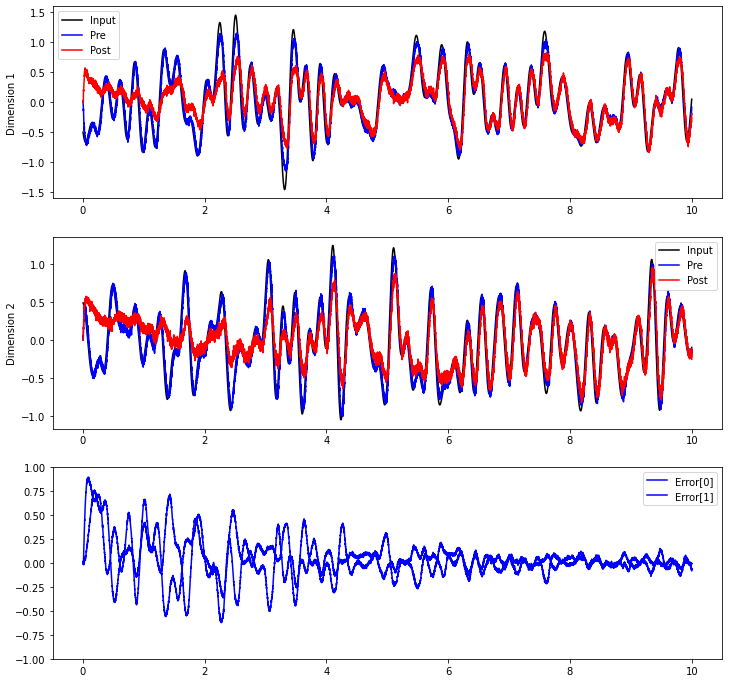 1.5
1.0
0.5
0.0
−0.5
−1.0
−1.5
Dimension 1
Input
Pre
Post
0 2 4 6 8 10
1.0
0.5
0.0
−0.5
−1.0
Dimension 2
Input
Pre
Post
0 2 4 6 8 10
1.00
0.75
0.50
0.25
0.00
−0.25
−0.50
−0.75
−1.00
Error[0]
Error[1]
0 2 4 6 8 10